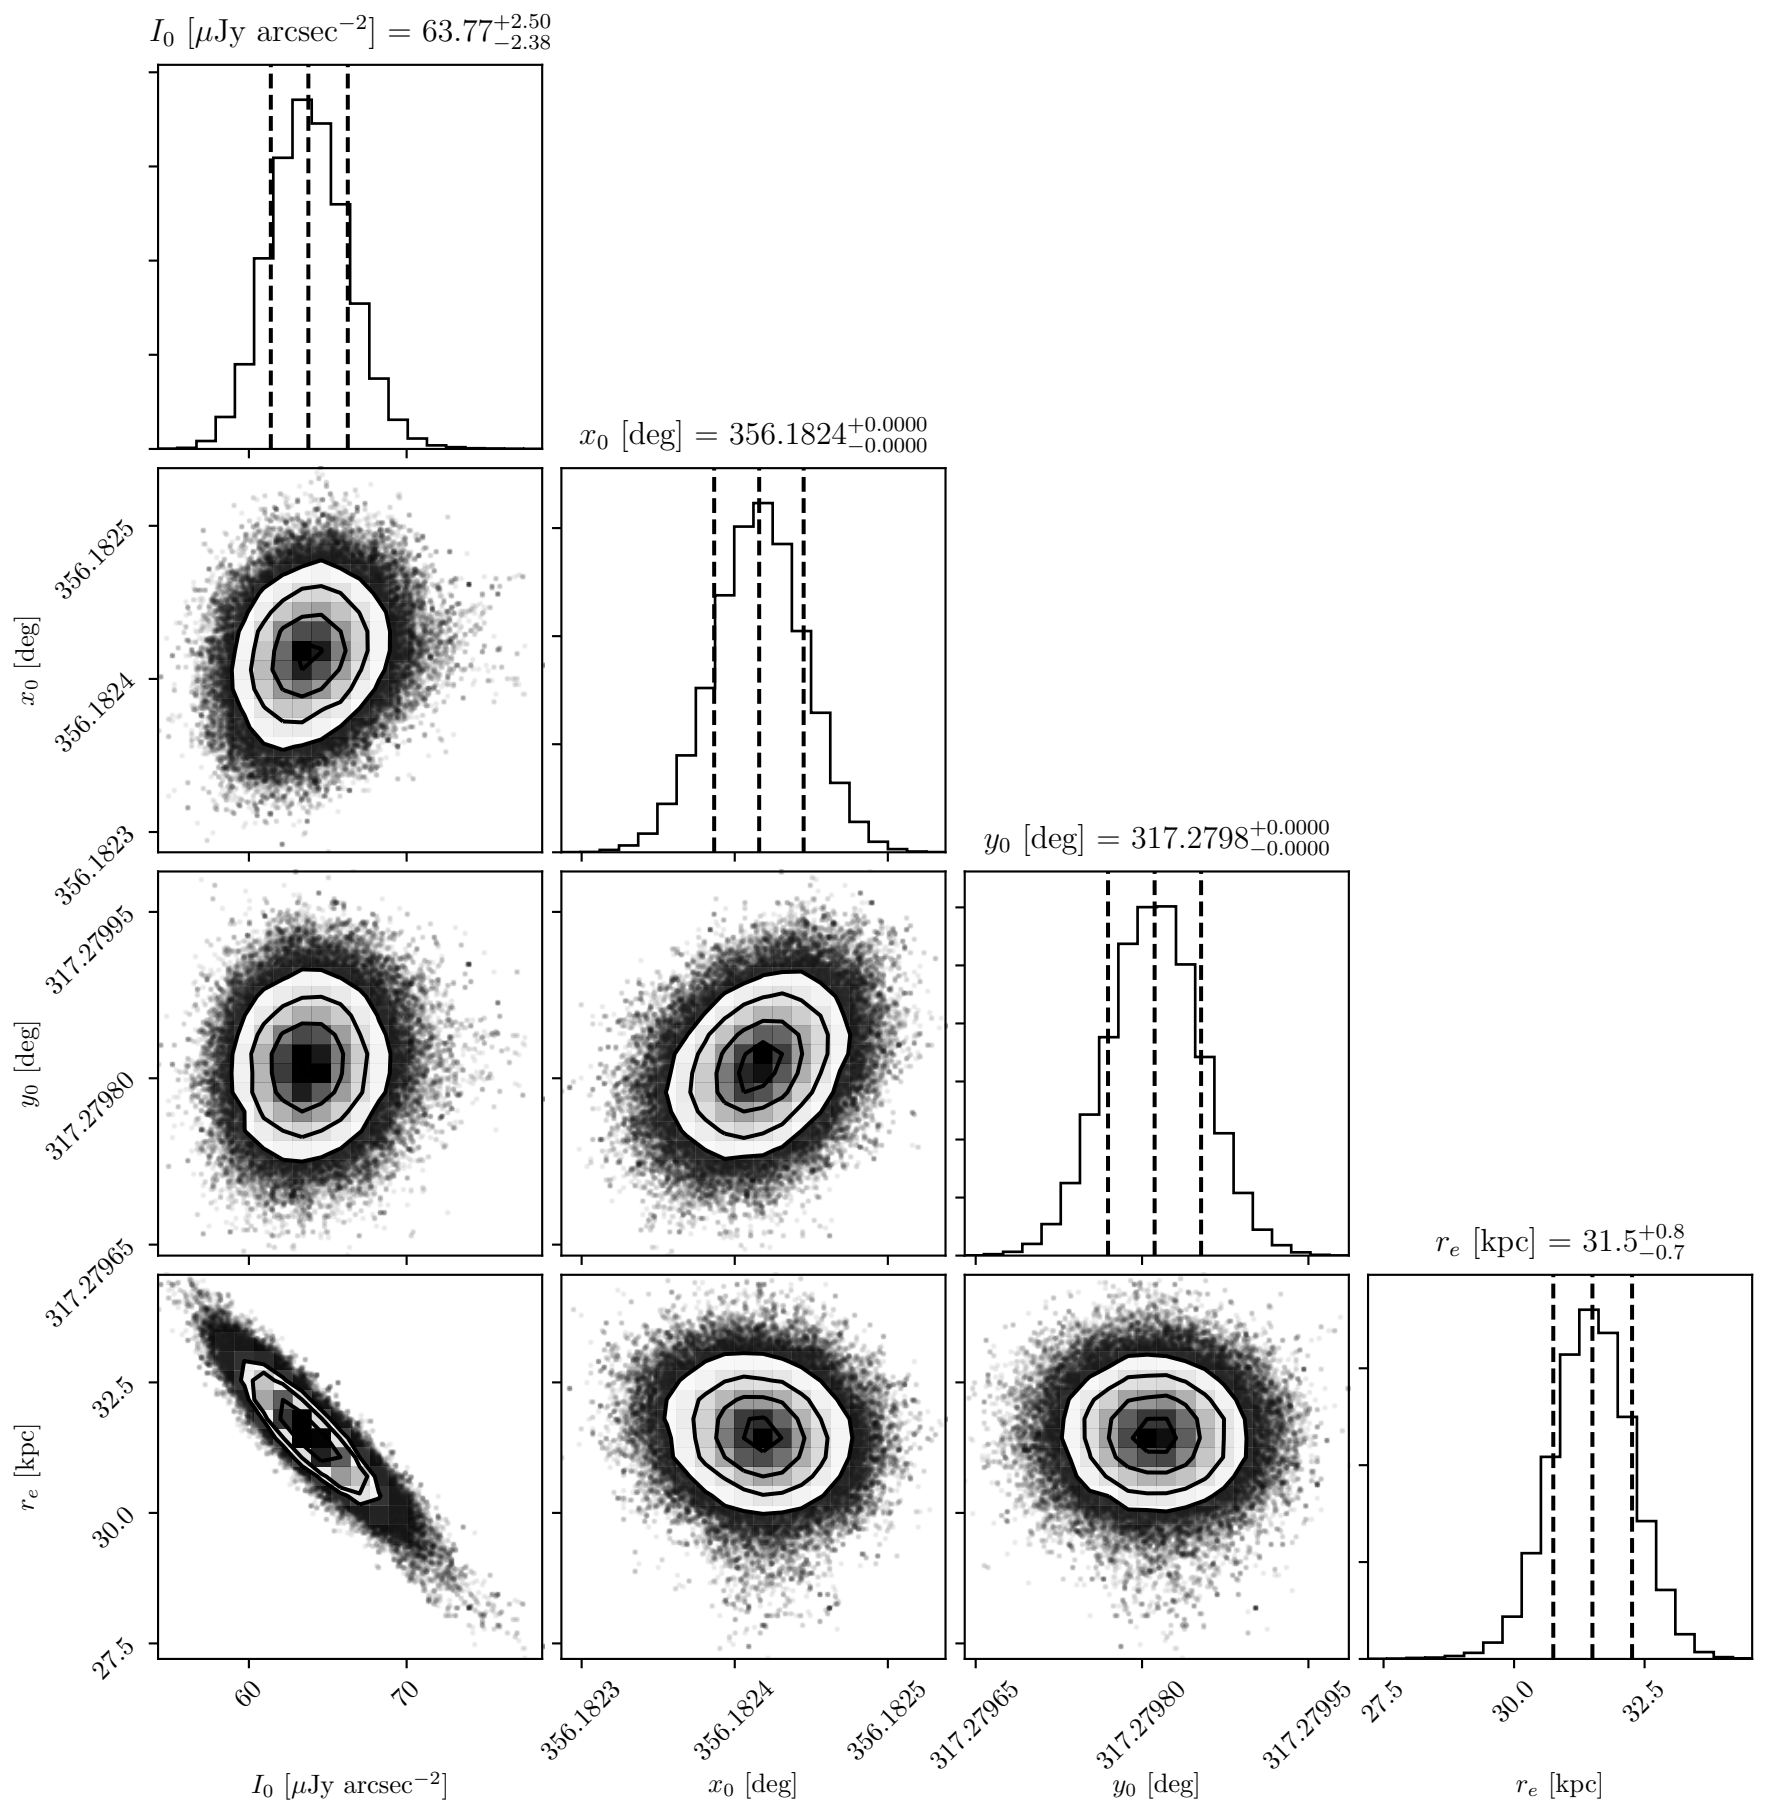 I₀ [μJy arcsec⁻²] = 63.77⁺²·⁵⁰₋₂.₃₈
x₀ [deg] = 356.1824⁺⁰·⁰⁰⁰⁰₋₀.₀₀₀₀
356.1825
356.1824
356.1823
x₀ [deg]
y₀ [deg] = 317.2798⁺⁰·⁰⁰⁰⁰₋₀.₀₀₀₀
317.27995
317.27980
317.27965
y₀ [deg]
rₑ [kpc] = 31.5⁺⁰·⁸₋₀.₇
32.5
30.0
27.5
rₑ [kpc]
60 70
356.1823 356.1824 356.1825
317.27965 317.27980 317.27995
27.5 30.0 32.5
I₀ [μJy arcsec⁻²] x₀ [deg] y₀ [deg] rₑ [kpc]